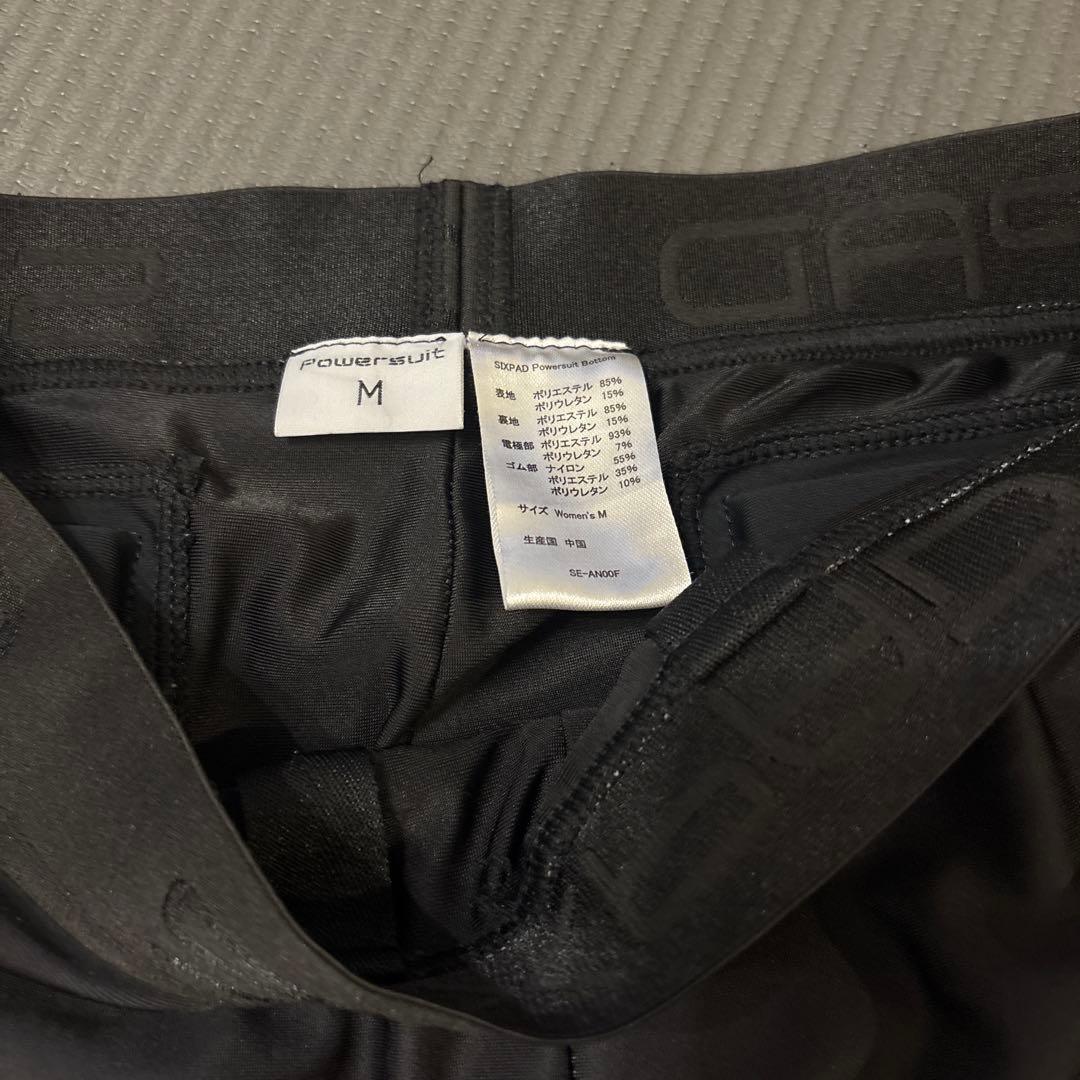 Powersuit
M
SIXPAD Powersuit Bottom
表地 ポリエステル 85%
ポリウレタン 15%
裏地 ポリエステル 85%
ポリウレタン 15%
電極部 ポリエステル 93%
ポリウレタン 7%
ゴム部 ナイロン 55%
ポリエステル 35%
ポリウレタン 10%
サイズ Women's M
生産国 中国
SE-AN00F